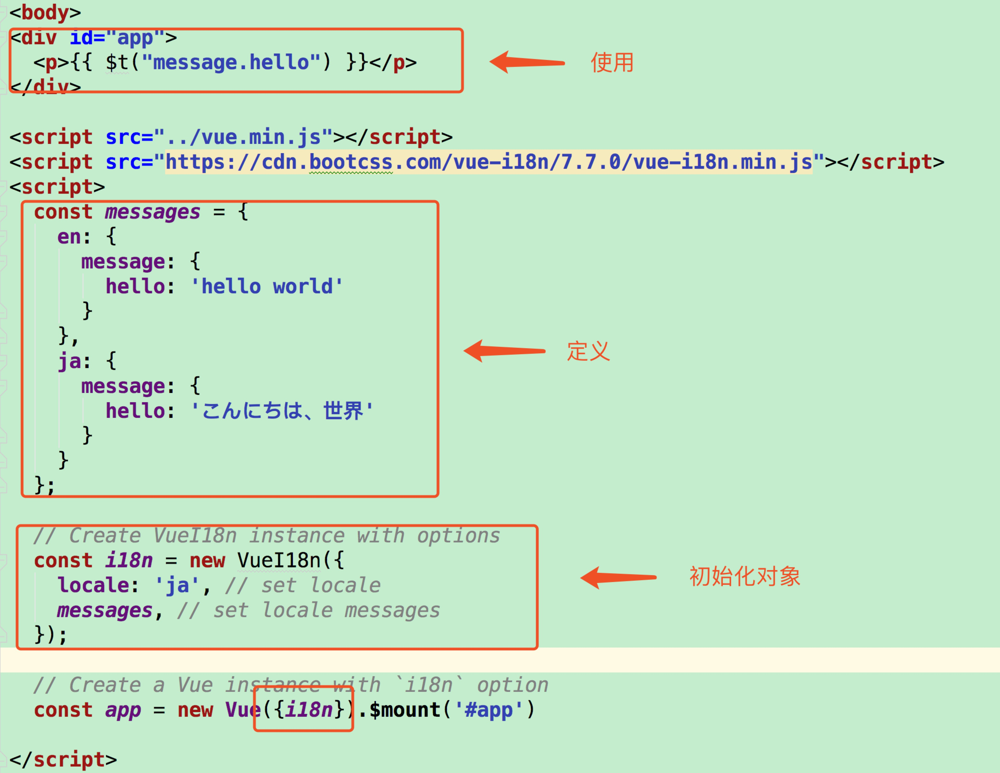 <body>
<div id="app">
  <p>{{ $t("message.hello") }}</p>
使用
</div>
<script src="../vue.min.js"></script>
<script src="https://cdn.bootcss.com/vue-i18n/7.7.0/vue-i18n.min.js"></script>
<script>
  const messages = {
    en: {
      message: {
        hello: 'hello world'
      }
    },
定义
    ja: {
      message: {
        hello: 'こんにちは、世界'
      }
    }
  };
  // Create VueI18n instance with options
  const i18n = new VueI18n({
初始化对象
    locale: 'ja', // set locale
    messages, // set locale messages
  });
  // Create a Vue instance with `i18n` option
  const app = new Vue({i18n}).$mount('#app')
</script>